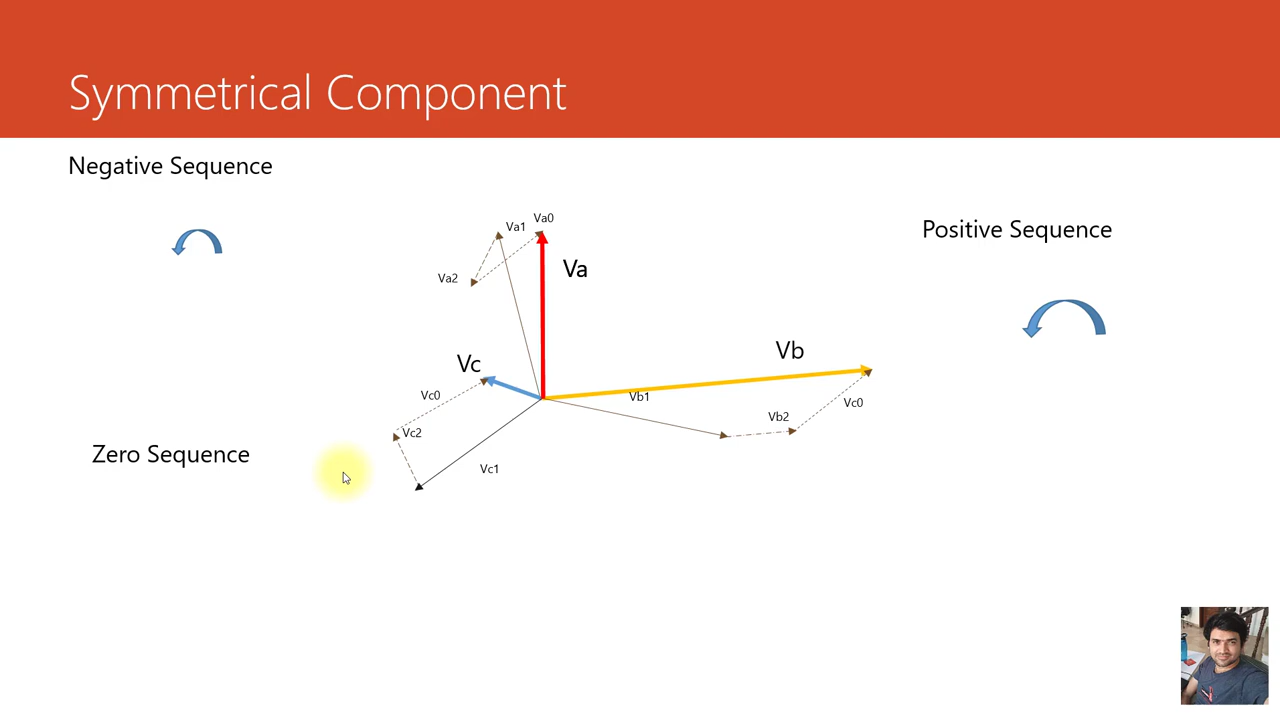 Symmetrical Component
Negative Sequence
Positive Sequence
Va0
Va1
Va2
Va
Vb
Vc
Vb1
Vc0
Vc0
Vb2
Vc2
Zero Sequence
Vc1